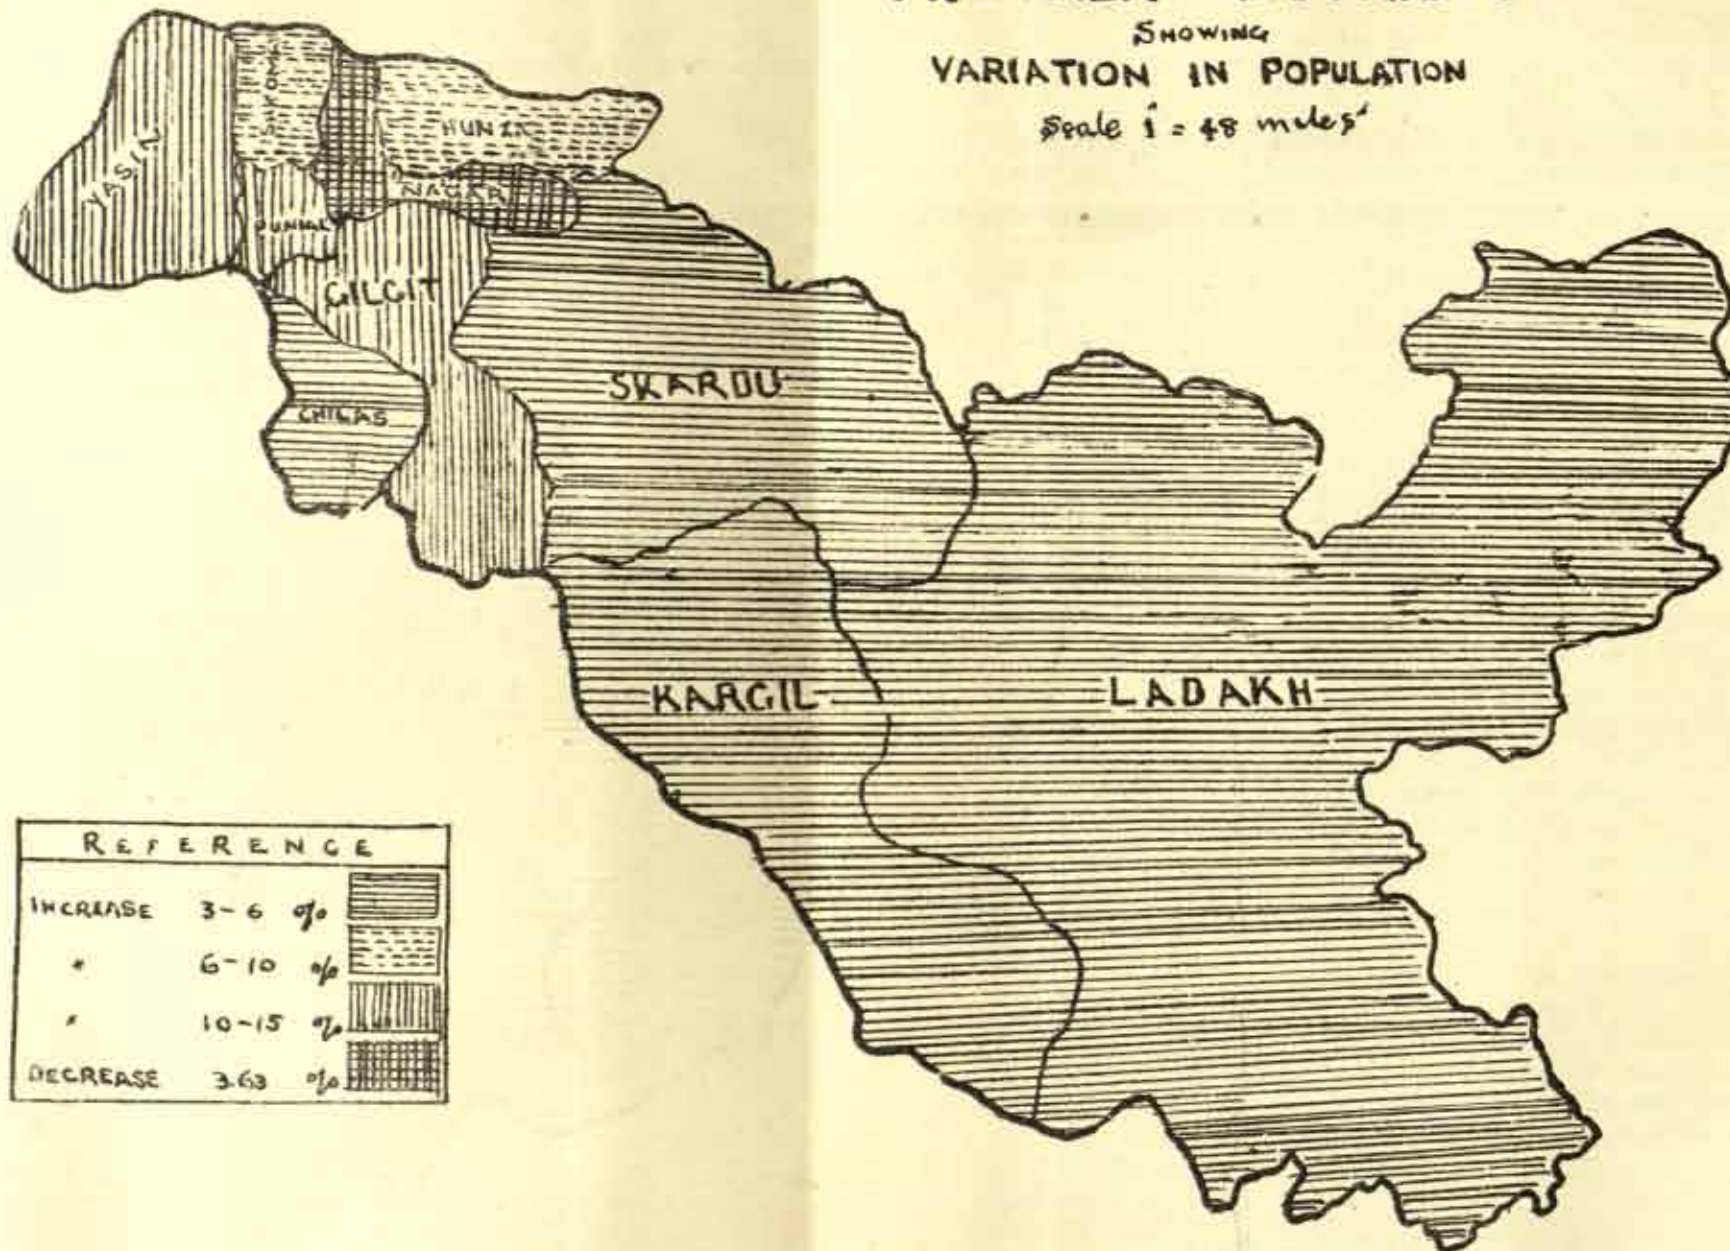 SHOWING
VARIATION IN POPULATION
Scale 1" = 48 miles
YASIN
HUNZA
NAGAR
PUNIAL
GILGIT
SKARDU
CHILAS
KARGIL
LADAKH
REFERENCE
INCREASE 3-6 %
" 6-10 %
" 10-15 %
DECREASE 3.63 %